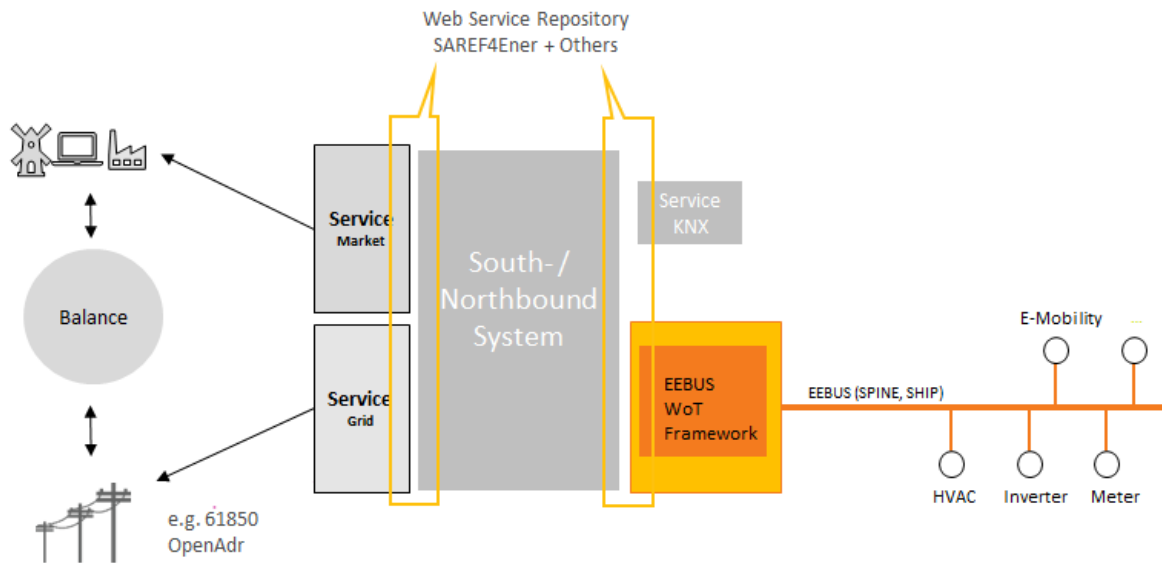 Web Service Repository
SAREF4Ener + Others
Service
Market
Service
KNX
South- /
Northbound
System
Balance
E-Mobility
...
EEBUS
WoT
Framework
EEBUS (SPINE, SHIP)
Service
Grid
HVAC
Inverter
Meter
e.g. 61850
OpenAdr